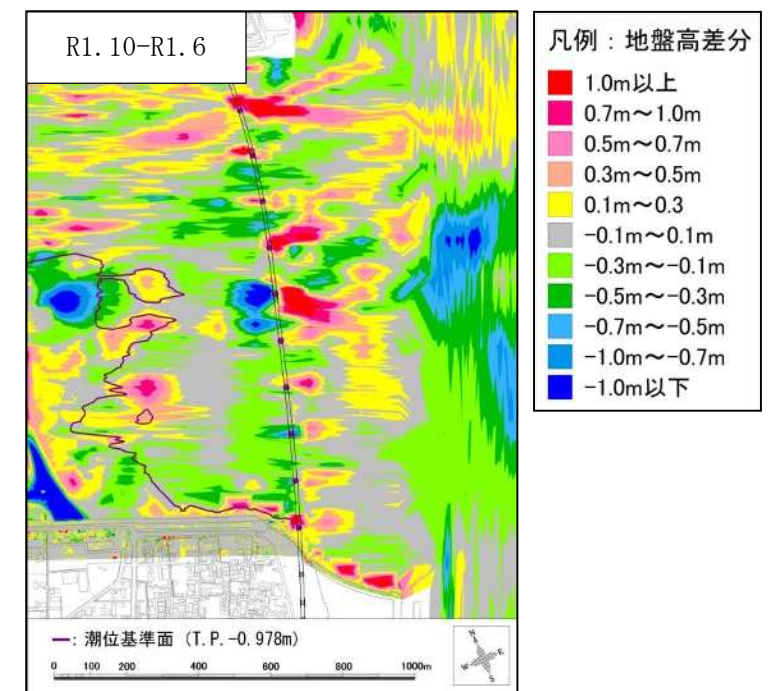 R1.10-R1.6
凡例：地盤高差分
1.0m以上
0.7m～1.0m
0.5m～0.7m
0.3m～0.5m
0.1m～0.3
-0.1m～0.1m
-0.3m～-0.1m
-0.5m～-0.3m
-0.7m～-0.5m
-1.0m～-0.7m
-1.0m以下
―: 潮位基準面 (T.P.-0.978m)
0 100 200 400 600 800 1000m
N
W E
S